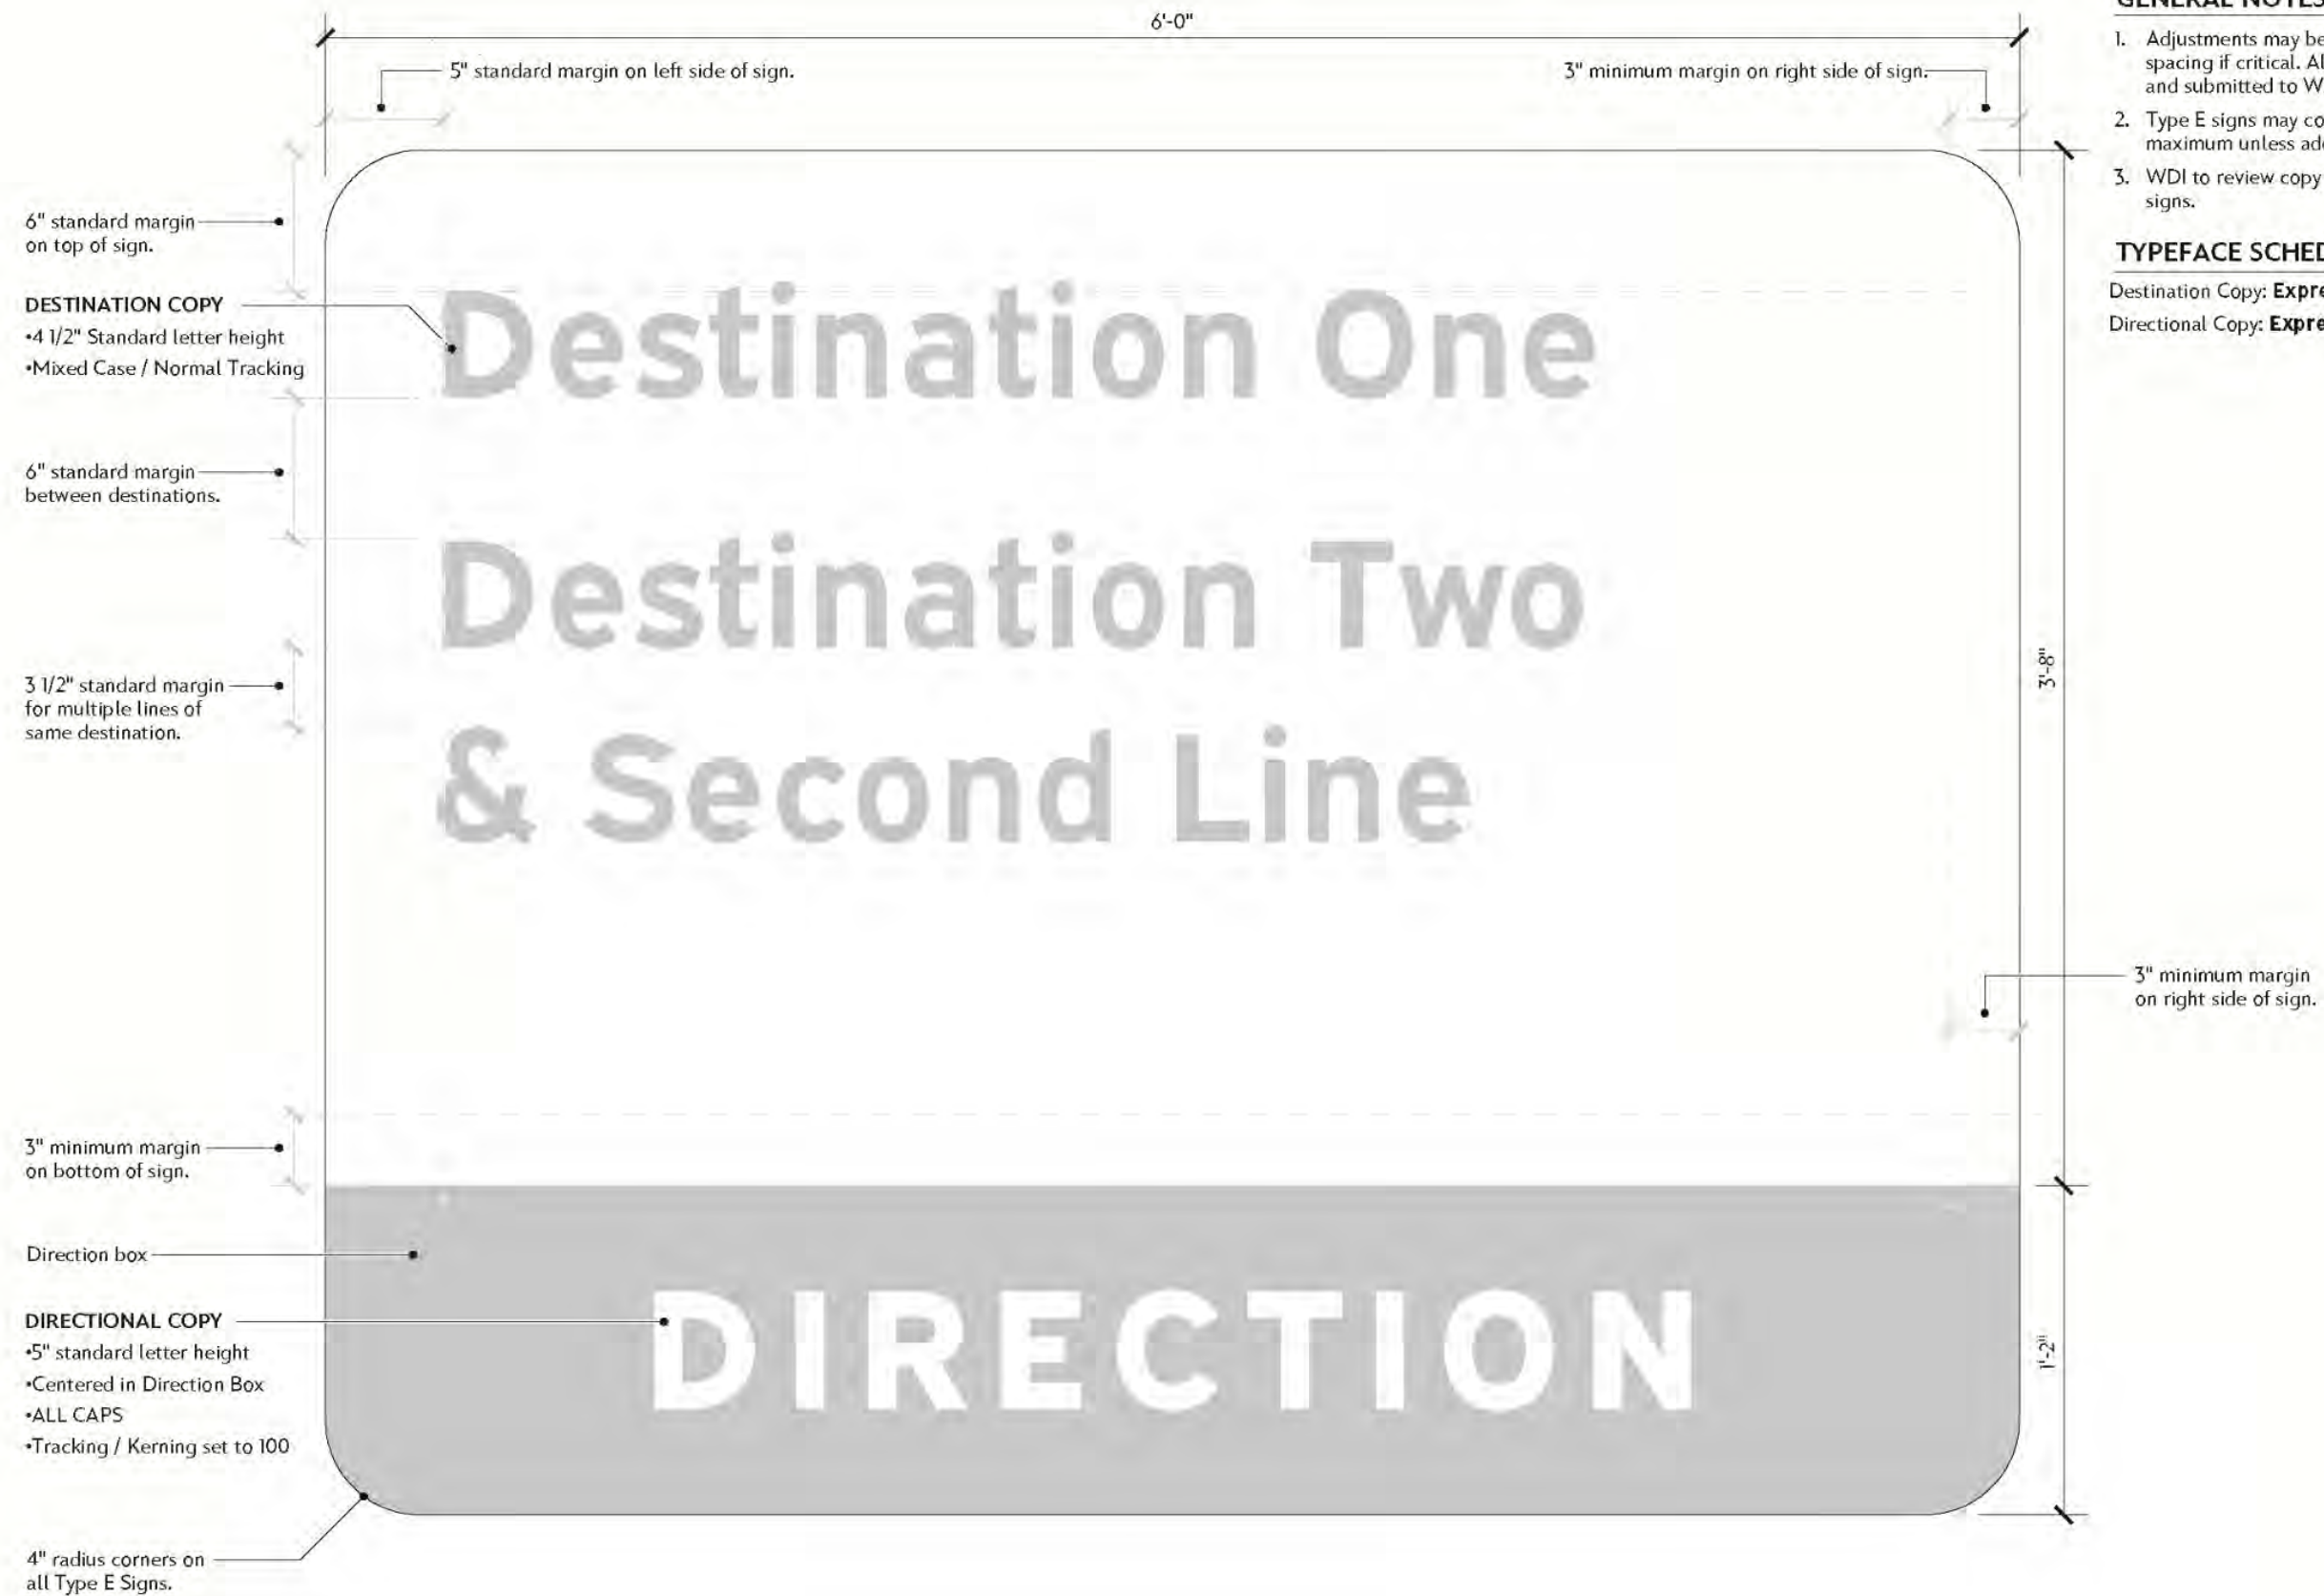 6'-0"
5" standard margin on left side of sign.
3" minimum margin on right side of sign.
6" standard margin
on top of sign.
DESTINATION COPY
•4 1/2" Standard letter height
•Mixed Case / Normal Tracking
6" standard margin
between destinations.
3 1/2" standard margin
for multiple lines of
same destination.
3" minimum margin
on bottom of sign.
Direction box
DIRECTIONAL COPY
•5" standard letter height
•Centered in Direction Box
•ALL CAPS
•Tracking / Kerning set to 100
4" radius corners on
all Type E Signs.
Destination One
Destination Two
& Second Line
DIRECTION
3'-8"
1'-2"
3" minimum margin
on right side of sign.
GENERAL NOTES
1. Adjustments may be
spacing if critical.
and submitted to
2. Type E signs may
maximum unless
3. WDI to review copy
signs.
TYPEFACE
Destination Copy:
Directional Copy: